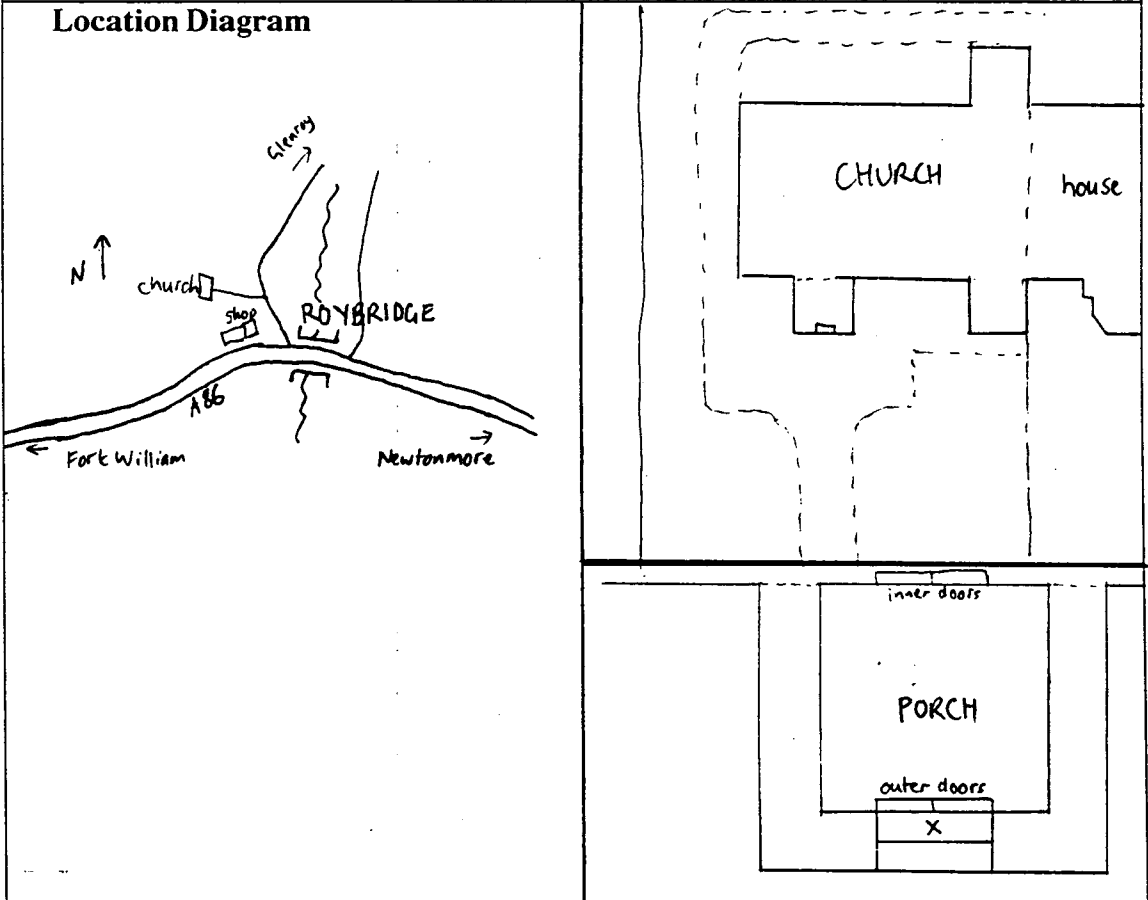 Location Diagram
Glenroy
N
church
shop
ROYBRIDGE
A86
Fort William
Newtonmore
CHURCH
house
inner doors
PORCH
outer doors
X